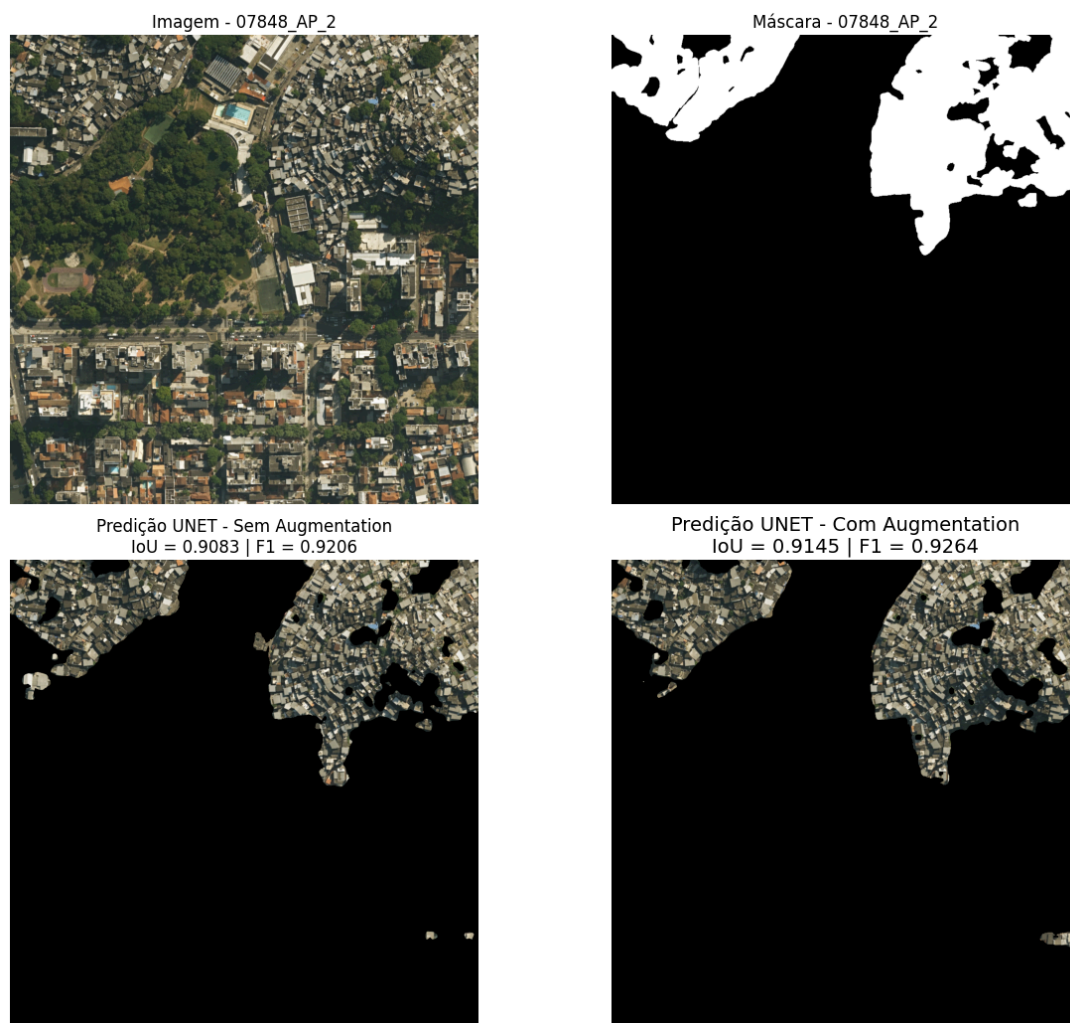 Imagem - 07848_AP_2
Máscara - 07848_AP_2
Predição UNET - Sem Augmentation
IoU = 0.9083 | F1 = 0.9206
Predição UNET - Com Augmentation
IoU = 0.9145 | F1 = 0.9264